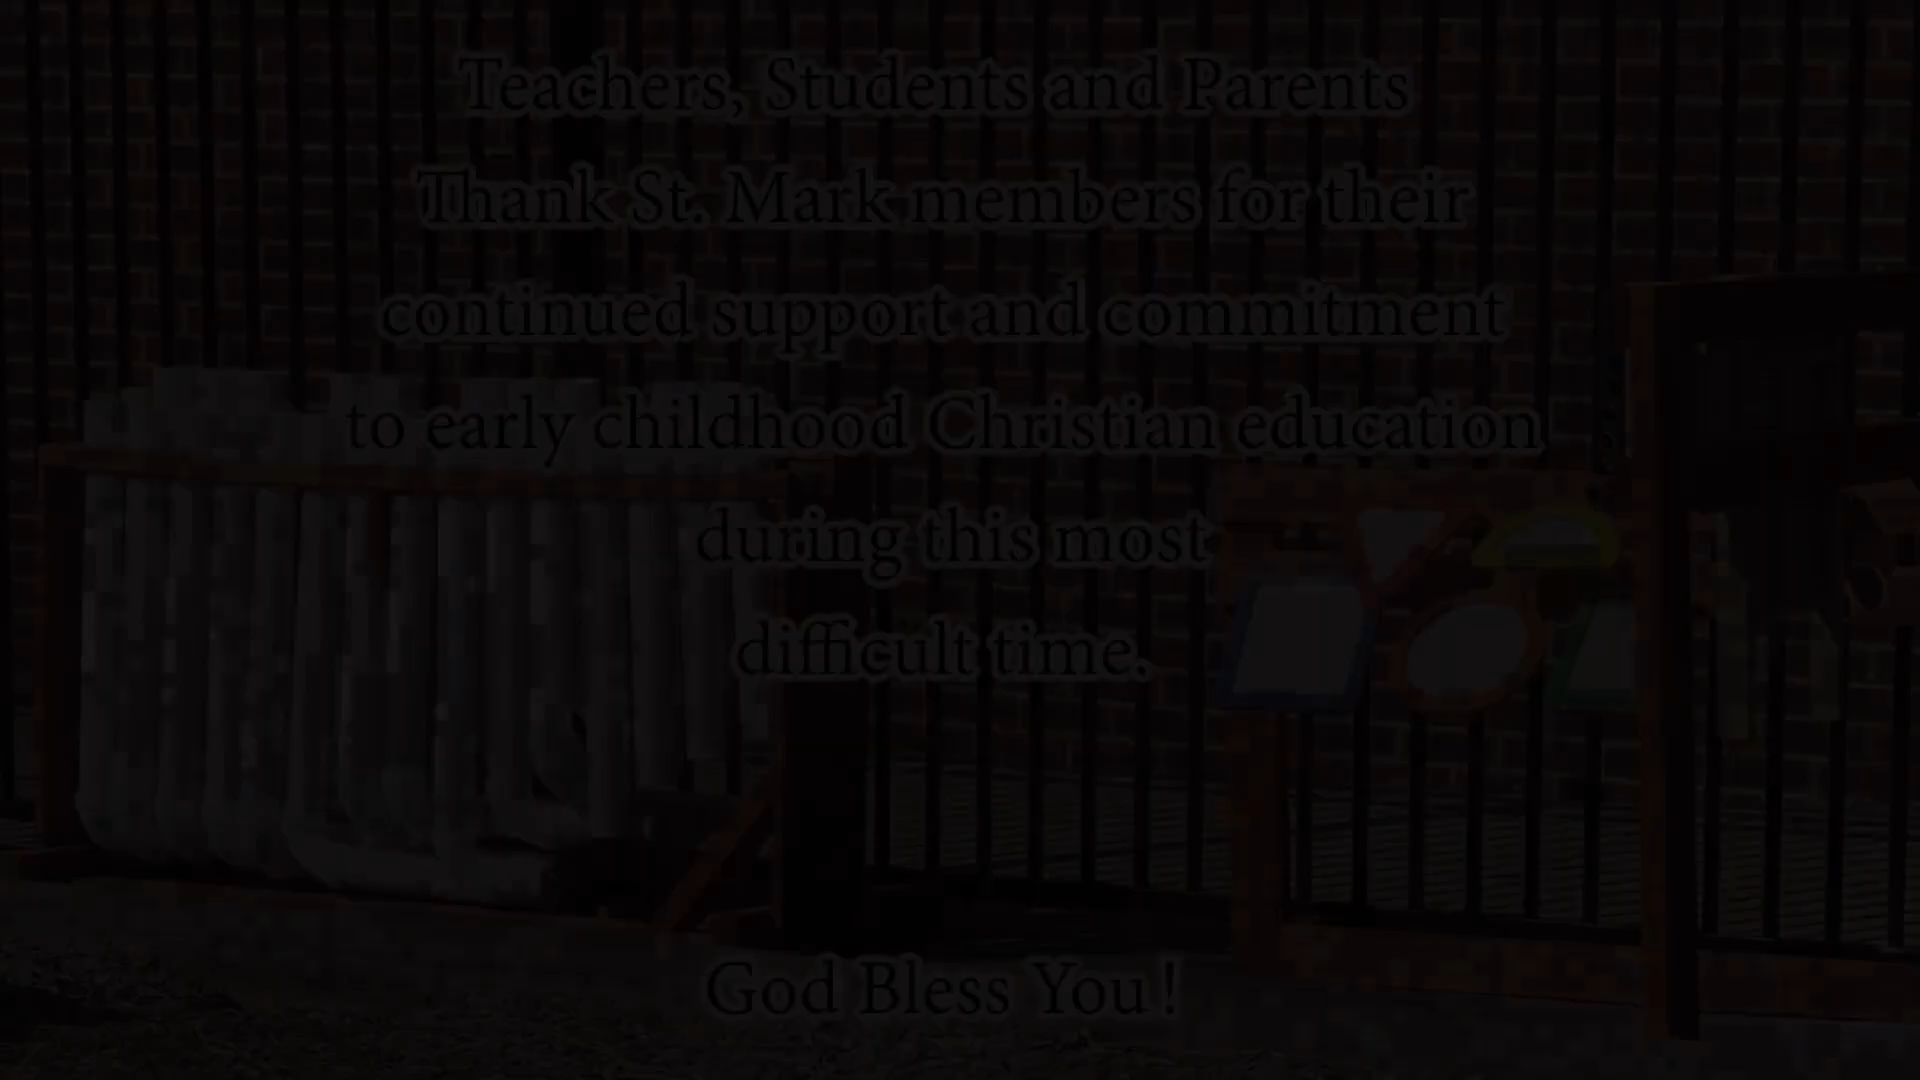 Teachers, Students and Parents
Thank St. Mark members for their
continued support and commitment
to early childhood Christian education
during this most
difficult time.
God Bless You!